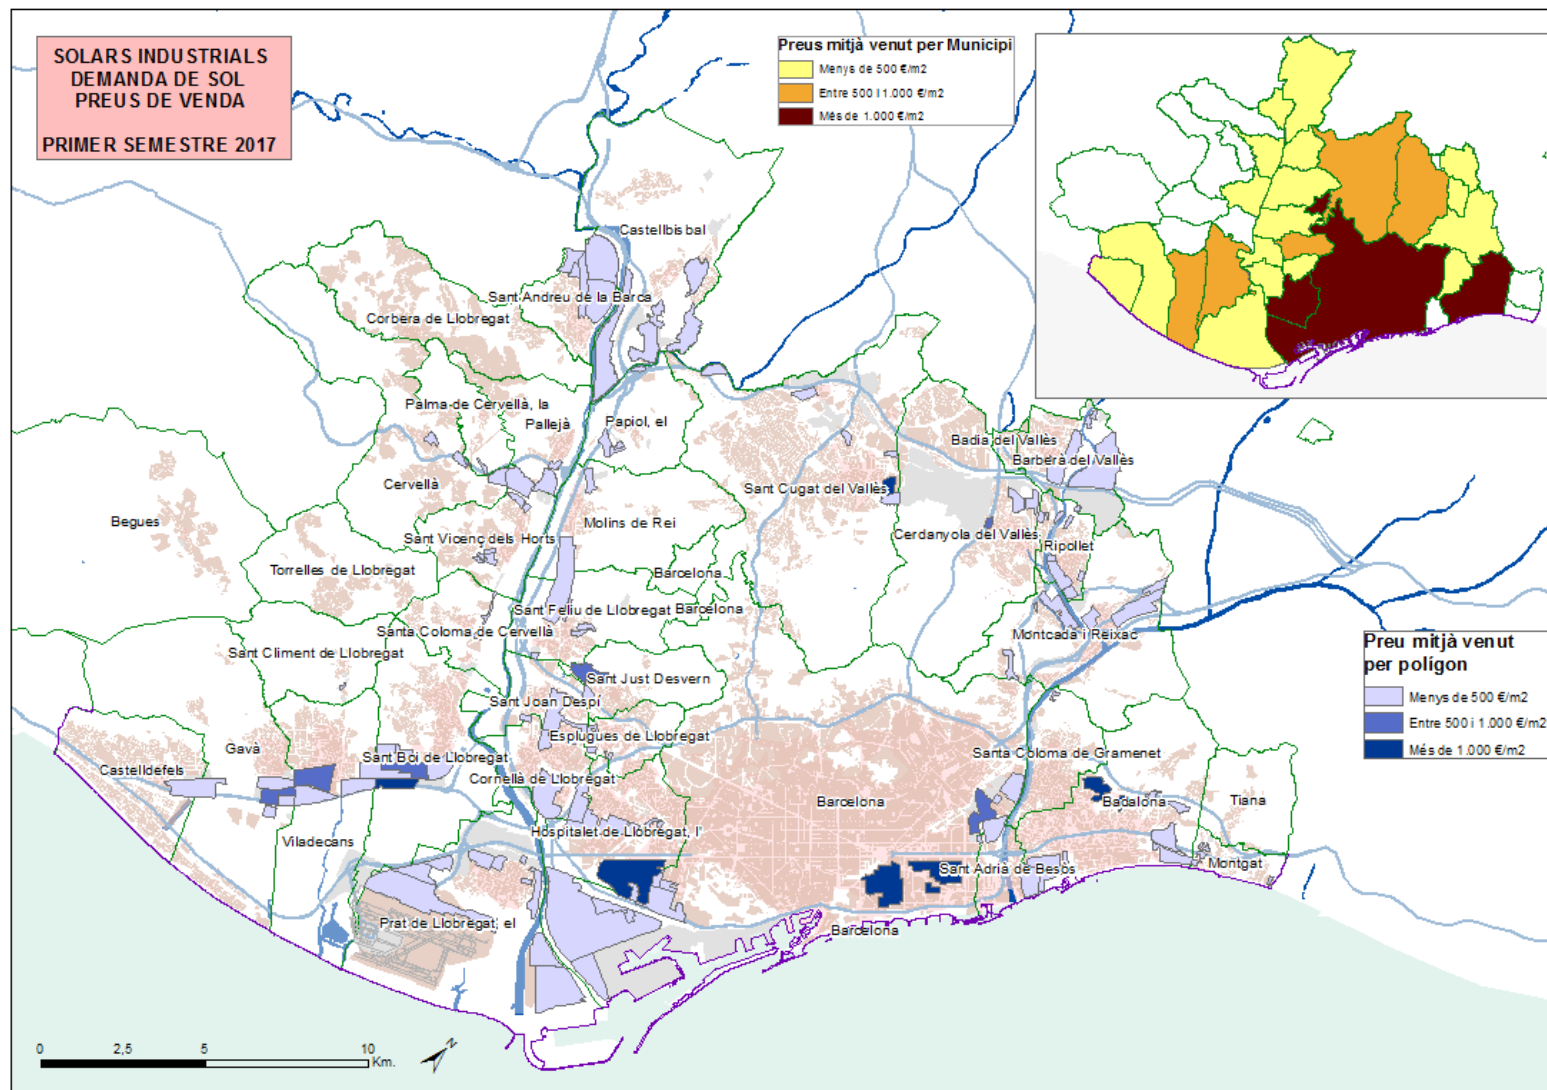 SOLARS INDUSTRIALS
DEMANDA DE SOL
PREUS DE VENDA
PRIMER SEMESTRE 2017
Preus mitjà venut per Municipi
Menys de 500 €/m2
Entre 500 i 1.000 €/m2
Més de 1.000 €/m2
Castellbisbal
Sant Andreu de la Barca
Corbera de Llobregat
Palma de Cervellà, la
Pallejà
Papiol, el
Badia del Vallès
Barberà del Vallès
Cervellà
Sant Cugat del Vallès
Begues
Molins de Rei
Sant Vicenç dels Horts
Cerdanyola del Vallès
Ripollet
Torrelles de Llobregat
Barcelona
Sant Feliu de Llobregat
Barcelona
Santa Coloma de Cervellà
Montcada i Reixac
Sant Climent de Llobregat
Sant Just Desvern
Sant Joan Despí
Preu mitjà venut
per polígon
Menys de 500 €/m2
Entre 500 i 1.000 €/m2
Més de 1.000 €/m2
Esplugues de Llobregat
Gavà
Sant Boi de Llobregat
Santa Coloma de Gramenet
Castelldefels
Cornellà de Llobregat
Barcelona
Badalona
Tiana
Viladecans
Hospitalet de Llobregat, l'
Sant Adrià de Besòs
Montgat
Prat de Llobregat, el
Barcelona
0
2,5
5
10
Km.
N